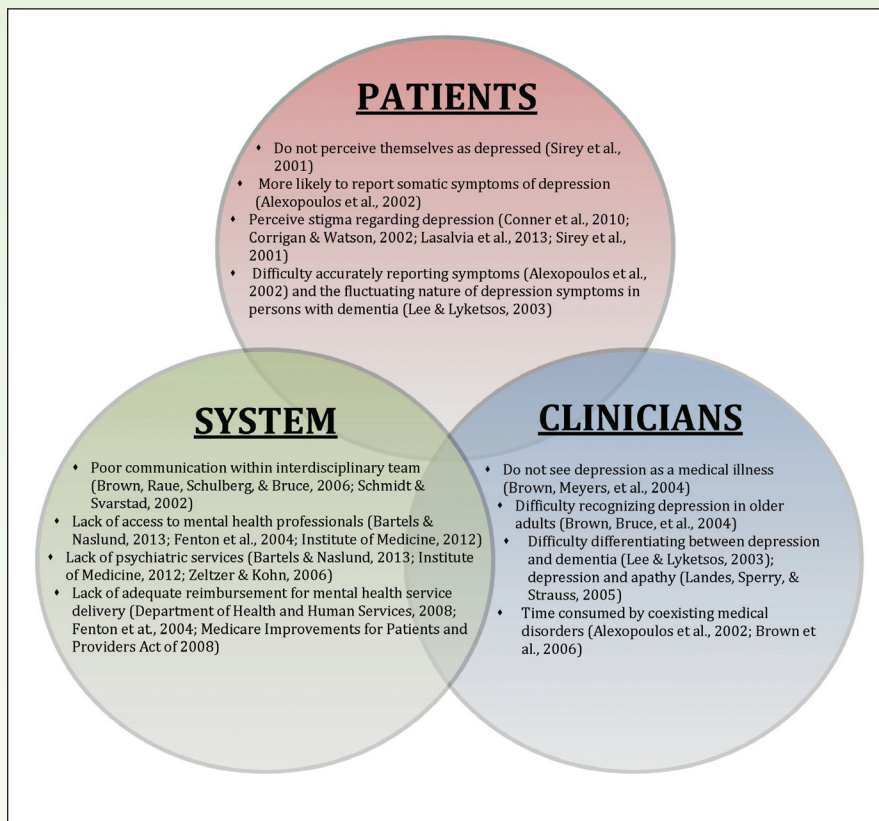 PATIENTS
⬧ Do not perceive themselves as depressed (Sirey et al.,
2001)
⬧ More likely to report somatic symptoms of depression
(Alexopoulos et al., 2002)
⬧ Perceive stigma regarding depression (Conner et al., 2010;
Corrigan & Watson, 2002; Lasalvia et al., 2013; Sirey et al.,
2001)
⬧ Difficulty accurately reporting symptoms (Alexopoulos et al.,
2002) and the fluctuating nature of depression symptoms in
persons with dementia (Lee & Lyketsos, 2003)
SYSTEM
⬧ Poor communication within interdisciplinary team
(Brown, Raue, Schulberg, & Bruce, 2006; Schmidt &
Svarstad, 2002)
⬧ Lack of access to mental health professionals (Bartels &
Naslund, 2013; Fenton et al., 2004; Institute of Medicine, 2012)
⬧ Lack of psychiatric services (Bartels & Naslund, 2013; Institute
of Medicine, 2012; Zeltzer & Kohn, 2006)
⬧ Lack of adequate reimbursement for mental health service
delivery (Department of Health and Human Services, 2008;
Fenton et at., 2004; Medicare Improvements for Patients and
Providers Act of 2008)
CLINICIANS
⬧ Do not see depression as a medical illness
(Brown, Meyers, et al., 2004)
⬧ Difficulty recognizing depression in older
adults (Brown, Bruce, et al., 2004)
⬧ Difficulty differentiating between depression
and dementia (Lee & Lyketsos, 2003);
depression and apathy (Landes, Sperry, &
Strauss, 2005)
⬧ Time consumed by coexisting medical
disorders (Alexopoulos et al., 2002; Brown et
al., 2006)